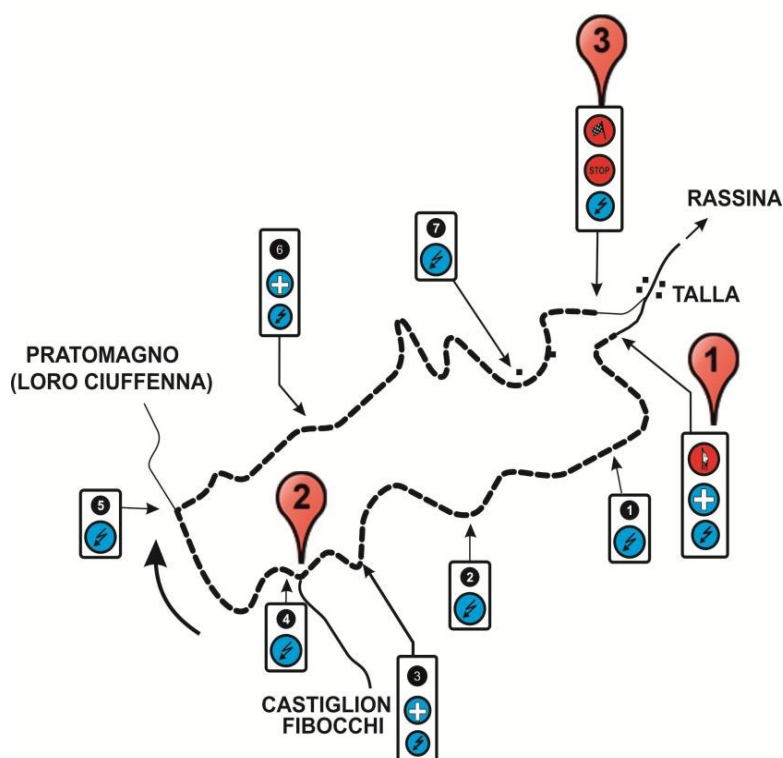 3
STOP
RASSINA
7
6
TALLA
PRATOMAGNO
(LORO CIUFFENNA)
1
2
5
1
2
4
3
CASTIGLION
FIBOCCHI